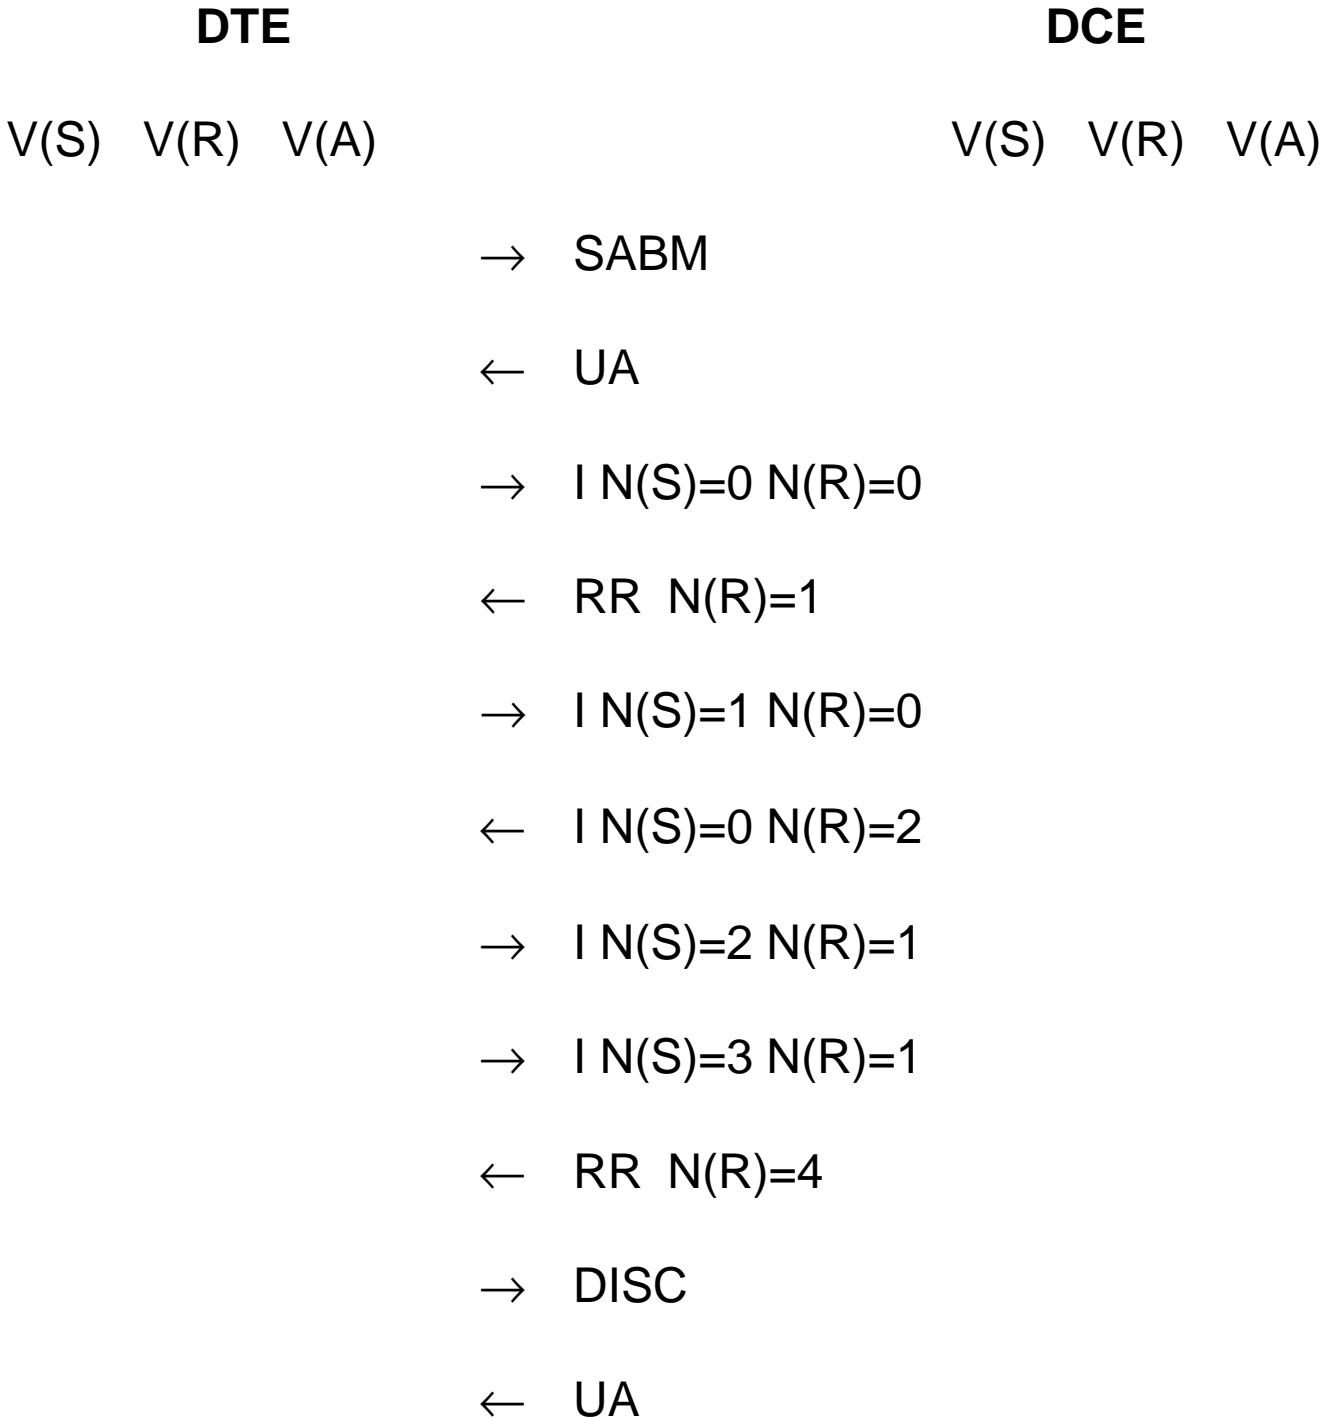 DTE DCE
V(S) V(R) V(A) V(S) V(R) V(A)
→ SABM
← UA
→ I N(S)=0 N(R)=0
← RR N(R)=1
→ I N(S)=1 N(R)=0
← I N(S)=0 N(R)=2
→ I N(S)=2 N(R)=1
→ I N(S)=3 N(R)=1
← RR N(R)=4
→ DISC
← UA